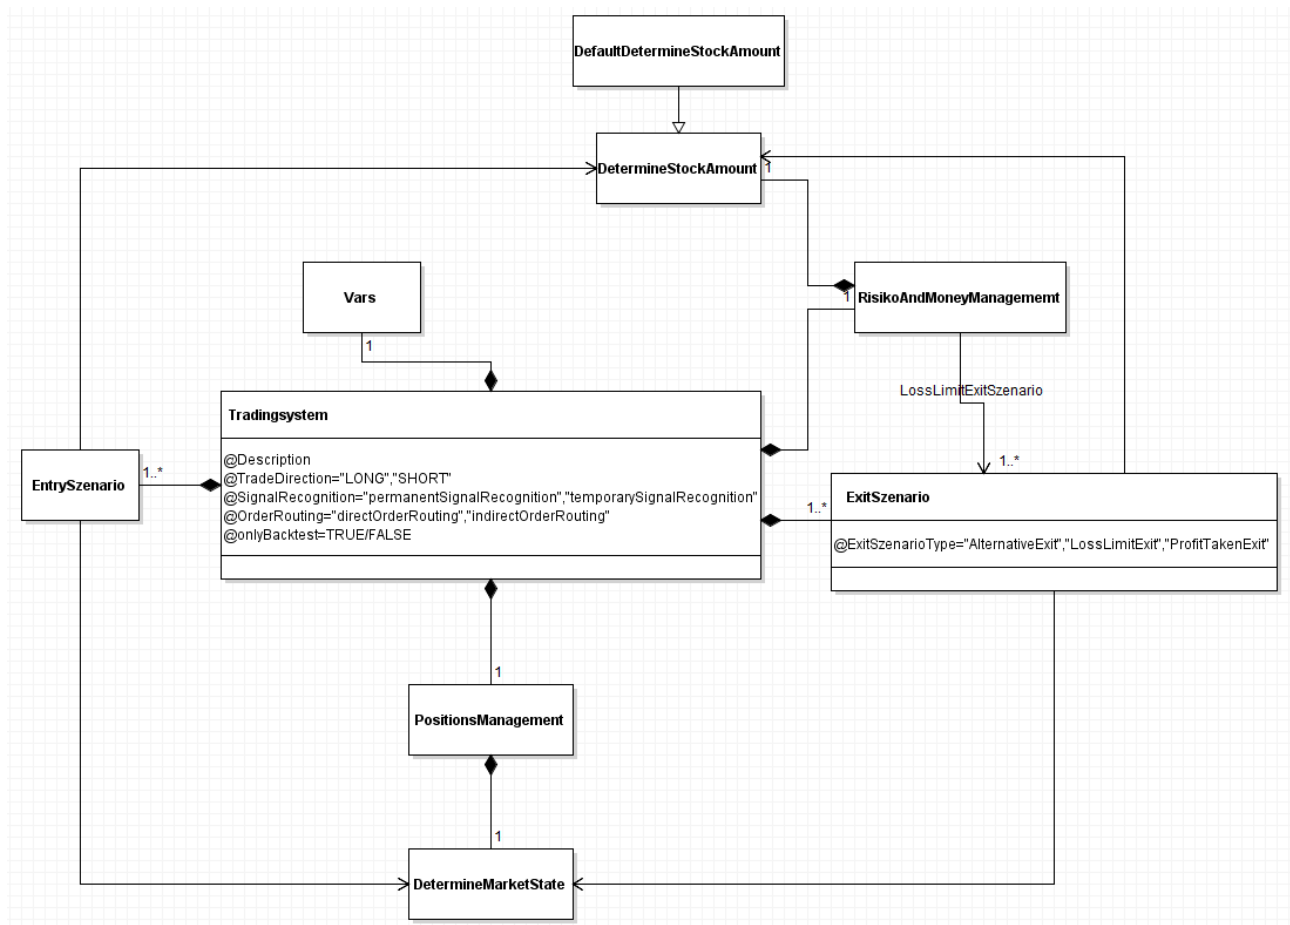 DefaultDetermineStockAmount
DetermineStockAmount
1
Vars
1
RisikoAndMoneyManagememt
1
LossLimitExitSzenario
Tradingsystem
@Description
@TradeDirection="LONG","SHORT"
@SignalRecognition="permanentSignalRecognition","temporarySignalRecognition"
@OrderRouting="directOrderRouting","indirectOrderRouting"
@onlyBacktest=TRUE/FALSE
EntrySzenario
1..*
1..*
1..*
ExitSzenario
@ExitSzenarioType="AlternativeExit","LossLimitExit","ProfitTakenExit"
1
PositionsManagement
1
DetermineMarketState